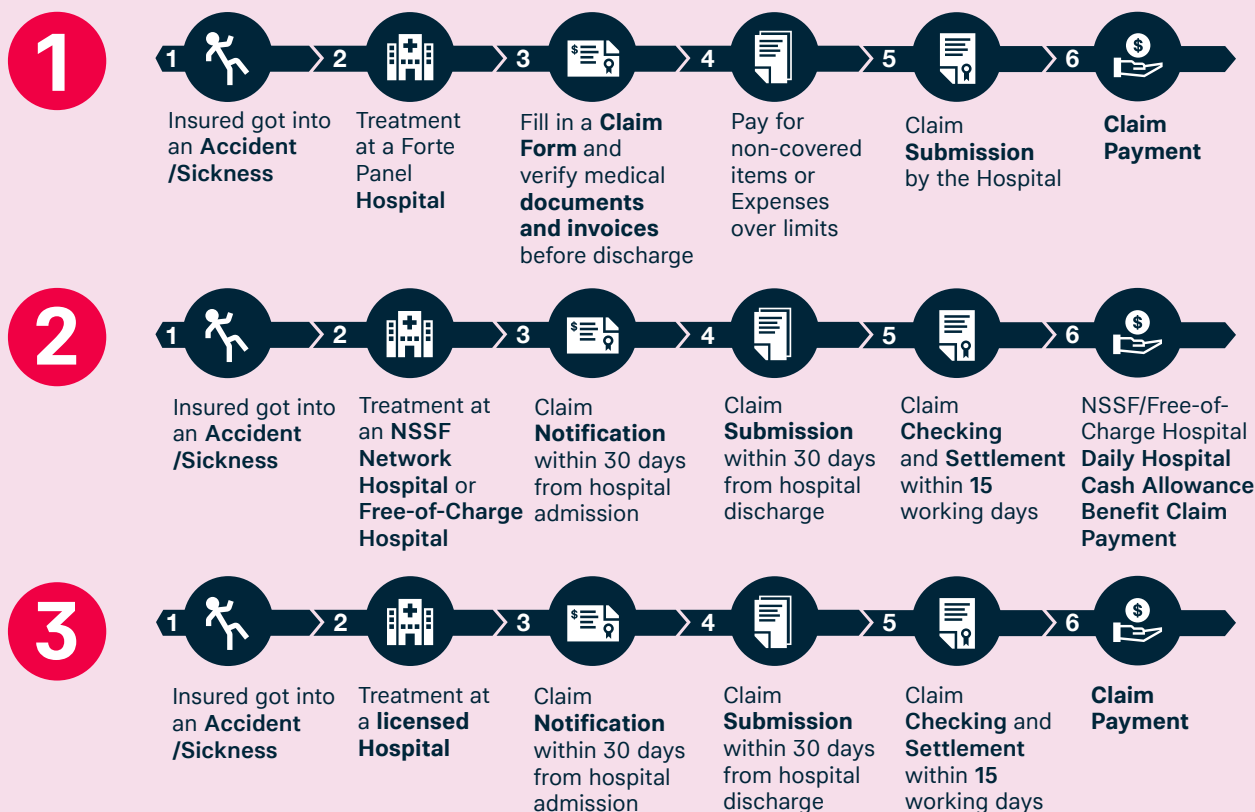 1
1
2
3
4
5
6
Insured got into
an Accident
/Sickness
Treatment
at a Forte
Panel
Hospital
Fill in a Claim
Form and
verify medical
documents
and invoices
before discharge
Pay for
non-covered
items or
Expenses
over limits
Claim
Submission
by the Hospital
Claim
Payment
2
1
2
3
4
5
6
Insured got into
an Accident
/Sickness
Treatment at
an NSSF
Network
Hospital or
Free-of-Charge
Hospital
Claim
Notification
within 30 days
from hospital
admission
Claim
Submission
within 30 days
from hospital
discharge
Claim
Checking
and Settlement
within 15
working days
NSSF/Free-of-
Charge Hospital
Daily Hospital
Cash Allowance
Benefit Claim
Payment
3
1
2
3
4
5
6
Insured got into
an Accident
/Sickness
Treatment at
a licensed
Hospital
Claim
Notification
within 30 days
from hospital
admission
Claim
Submission
within 30 days
from hospital
discharge
Claim
Checking and
Settlement
within 15
working days
Claim
Payment